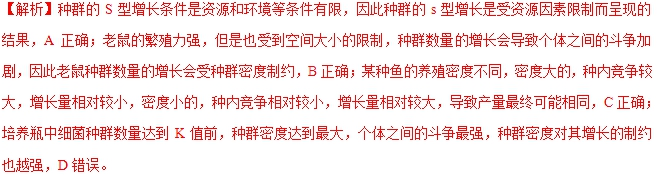 【解析】种群的 S 型增长条件是资源和环境等条件有限，因此种群的 s 型增长是受资源因素限制而呈现的
结果，A 正确；老鼠的繁殖力强，但是也受到空间大小的限制，种群数量的增长会导致个体之间的斗争加
剧，因此老鼠种群数量的增长会受种群密度制约，B 正确；某种鱼的养殖密度不同，密度大的，种内竞争较
大，增长量相对较小，密度小的，种内竞争相对较小，增长量相对较大，导致产量最终可能相同，C 正确；
培养瓶中细菌种群数量达到 K 值前，种群密度达到最大，个体之间的斗争最强，种群密度对其增长的制约
也越强，D 错误。